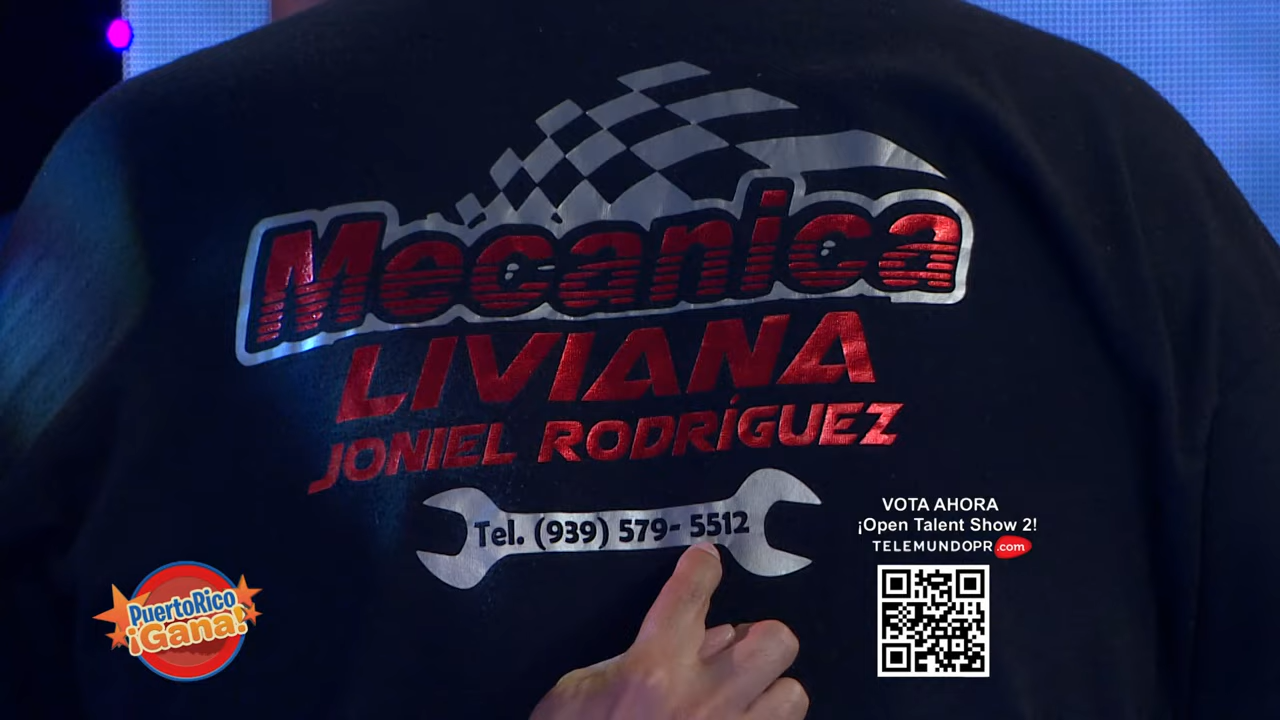 Mecanica
LIVIANA
JONIEL RODRÍGUEZ
Tel. (939) 579- 5512
VOTA AHORA
¡Open Talent Show 2!
TELEMUNDOPR.com
PuertoRico
¡Gana!